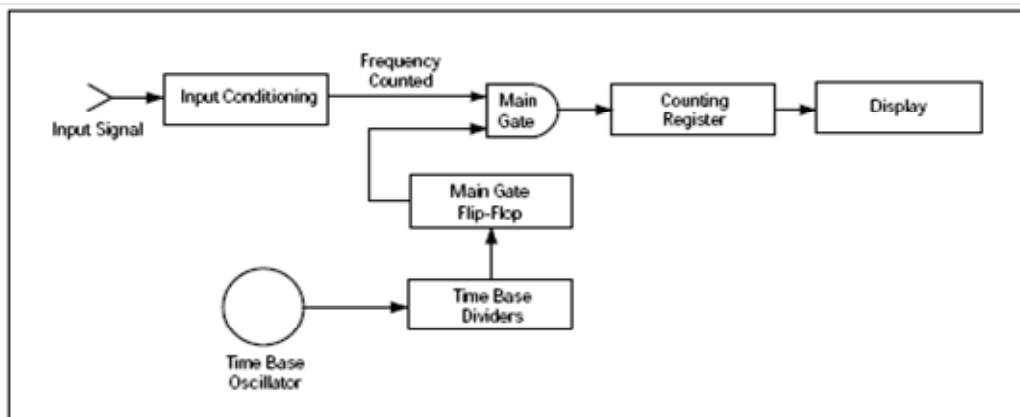 Frequency
Counted
Input Conditioning
Main
Gate
Counting
Register
Display
Input Signal
Main Gate
Flip-Flop
Time Base
Dividers
Time Base
Oscillator